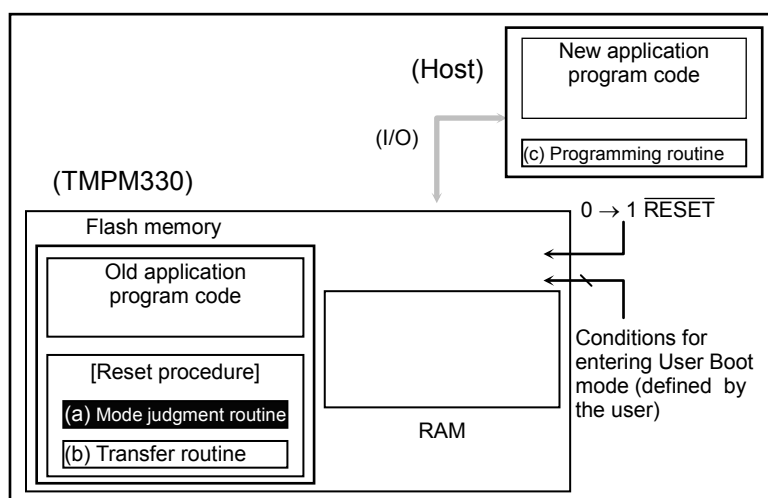 (Host)
New application
program code
(c) Programming routine
(I/O)
(TMPM330)
0 → 1 RESET
Flash memory
Old application
program code
[Reset procedure]
(a) Mode judgment routine
(b) Transfer routine
RAM
Conditions for
entering User Boot
mode (defined by
the user)